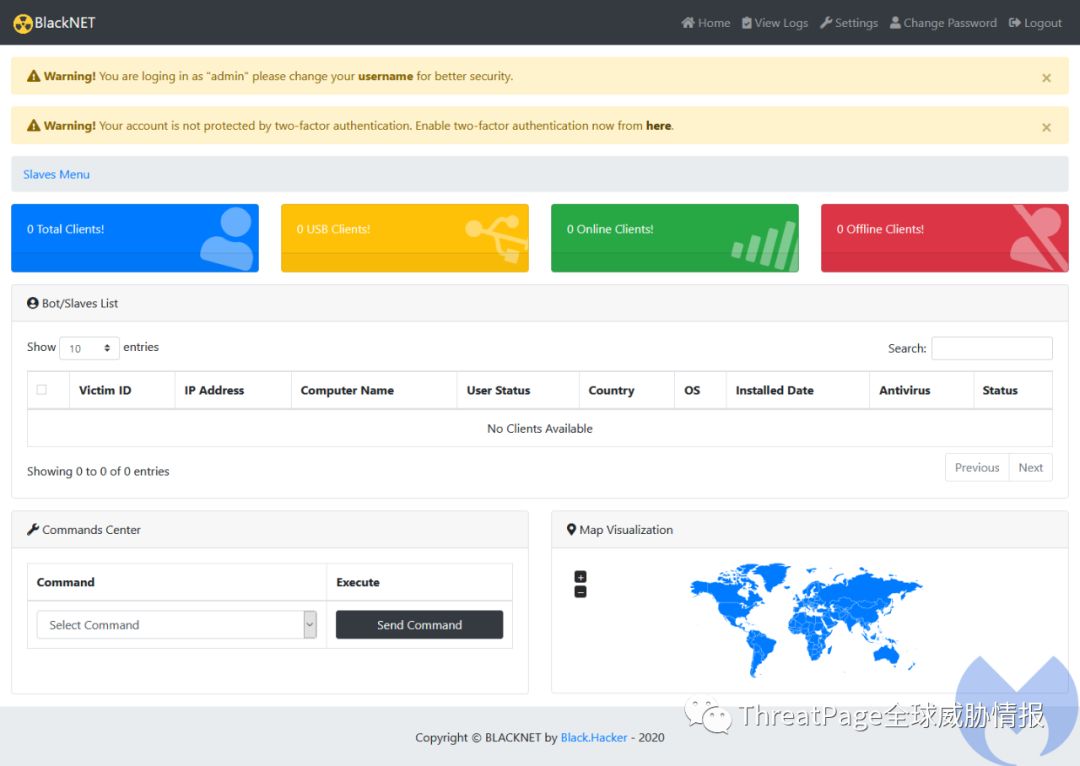 BlackNET
Home View Logs Settings Change Password Logout
Warning! You are loging in as "admin" please change your username for better security. ×
Warning! Your account is not protected by two-factor authentication. Enable two-factor authentication now from here. ×
Slaves Menu
0 Total Clients! 0 USB Clients! 0 Online Clients! 0 Offline Clients!
Bot/Slaves List
Show 10 entries Search:
Victim ID IP Address Computer Name User Status Country OS Installed Date Antivirus Status
No Clients Available
Showing 0 to 0 of 0 entries Previous Next
Commands Center Map Visualization
Command Execute
Select Command Send Command
ThreatPage全球威胁情报
Copyright © BLACKNET by Black.Hacker - 2020